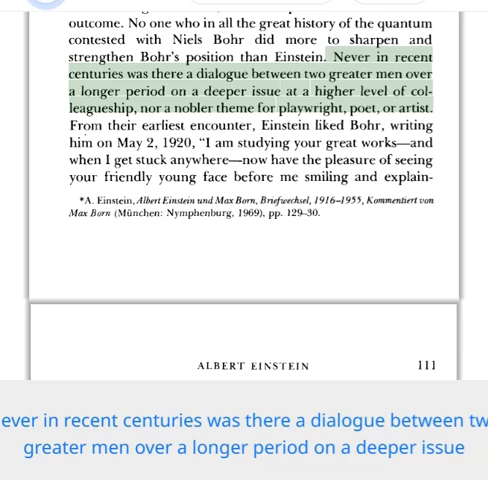 outcome. No one who in all the great history of the quantum
contested with Niels Bohr did more to sharpen and
strengthen Bohr's position than Einstein. Never in recent
centuries was there a dialogue between two greater men over
a longer period on a deeper issue at a higher level of col-
leagueship, nor a nobler theme for playwright, poet, or artist.
From their earliest encounter, Einstein liked Bohr, writing
him on May 2, 1920, “I am studying your great works—and
when I get stuck anywhere—now have the pleasure of seeing
your friendly young face before me smiling and explain-
*A. Einstein, Albert Einstein und Max Born, Briefwechsel, 1916–1955, Kommentiert von
Max Born (München: Nymphenburg, 1969), pp. 129–30.
ALBERT EINSTEIN 111
ever in recent centuries was there a dialogue between tw
greater men over a longer period on a deeper issue